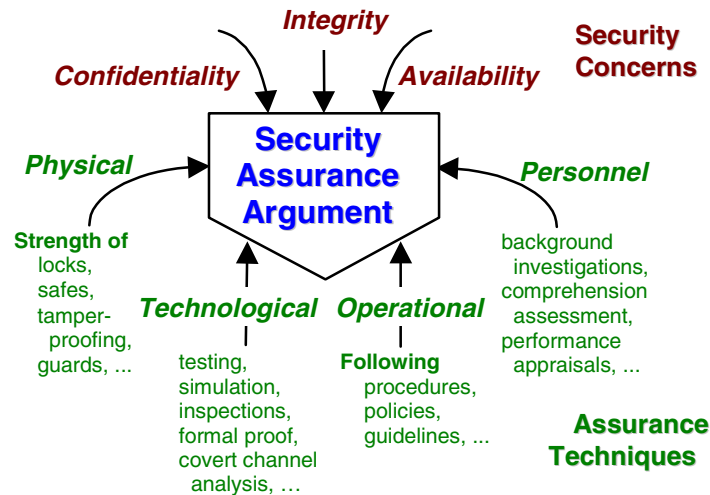 Integrity
Security
Concerns
Confidentiality
Availability
Security
Assurance
Argument
Physical
Personnel
Strength of
locks,
safes,
tamper-
proofing,
guards, ...
Technological
testing,
simulation,
inspections,
formal proof,
covert channel
analysis, ...
Operational
Following
procedures,
policies,
guidelines, ...
background
investigations,
comprehension
assessment,
performance
appraisals, ...
Assurance
Techniques